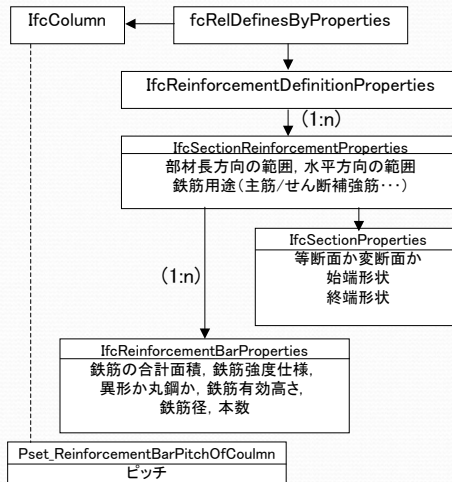 IfcColumn
fcRelDefinesByProperties
IfcReinforcementDefinitionProperties
(1:n)
IfcSectionReinforcementProperties
部材長方向の範囲, 水平方向の範囲
鉄筋用途(主筋/せん断補強筋･･･)
IfcSectionProperties
等断面か変断面か
始端形状
終端形状
(1:n)
IfcReinforcementBarProperties
鉄筋の合計面積, 鉄筋強度仕様,
異形か丸鋼か, 鉄筋有効高さ,
鉄筋径, 本数
Pset_ReinforcementBarPitchOfCoulmn
ピッチ